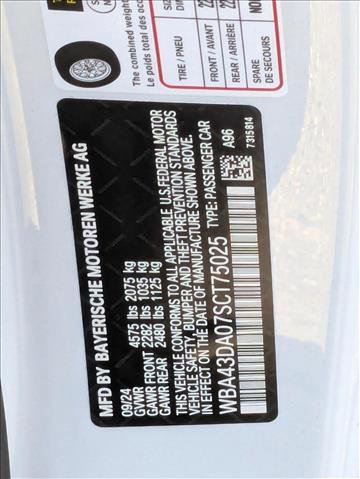 The combined weight
Le poids total des occ
TIRE / PNEU
FRONT / AVANT
REAR / ARRIÈRE
SPARE
DE SECOURS
MFD BY BAYERISCHE MOTOREN WERKE AG
09/24
GVWR 4575 lbs 2075 kg
GAWR FRONT 2282 lbs 1035 kg
GAWR REAR 2480 lbs 1125 kg
THIS VEHICLE CONFORMS TO ALL APPLICABLE U.S.FEDERAL MOTOR
VEHICLE SAFETY, BUMPER AND THEFT PREVENTION STANDARDS
IN EFFECT ON THE DATE OF MANUFACTURE SHOWN ABOVE.
WBA43DA07SCT75025 TYPE: PASSENGER CAR
A96
7315814